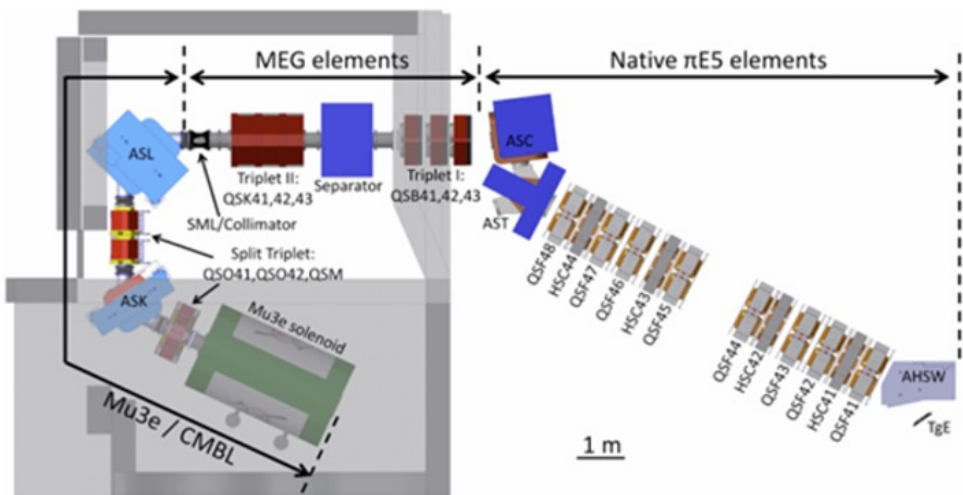 MEG elements
Native πE5 elements
ASL
ASC
Triplet II:
QSK41,42,43
Separator
Triplet I:
QSB41,42,43
AST
SML/Collimator
Split Triplet:
QSO41,QSO42,QSM
ASK
Mu3e solenoid
Mu3e / CMBL
QSF48
HSC44
QSF47
QSF46
HSC43
QSF45
QSF44
HSC42
QSF43
QSF42
HSC41
QSF41
AHSW
TgE
1 m